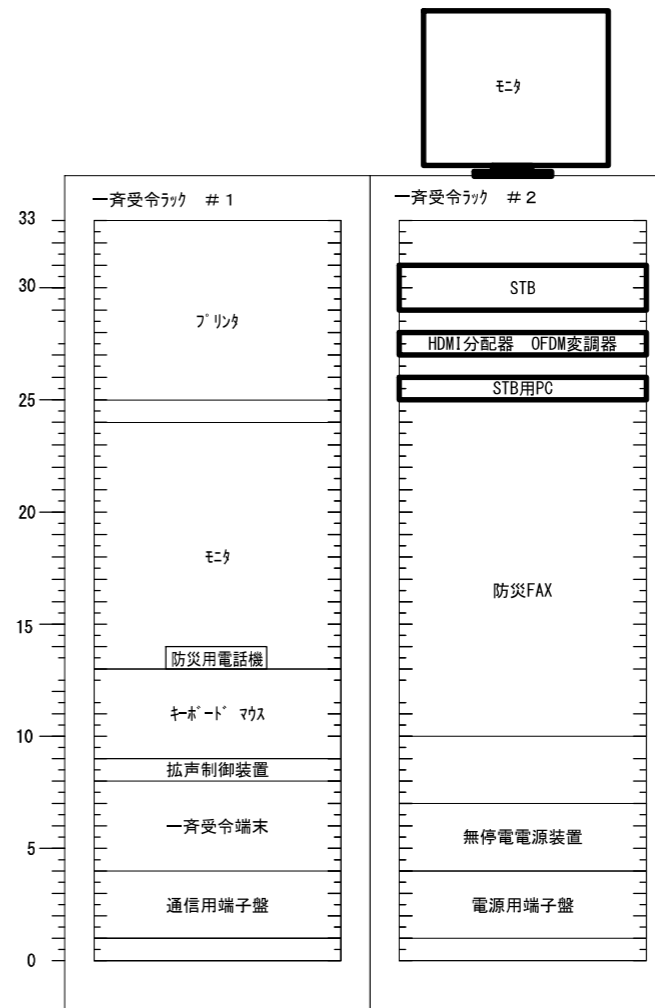 ﾓﾆﾀ
一斉受令ﾗｯｸ ＃１
一斉受令ﾗｯｸ ＃２
33
30
25
20
15
10
5
0
ﾌﾟﾘﾝﾀ
ﾓﾆﾀ
防災用電話機
ｷｰﾎﾞｰﾄﾞ ﾏｳｽ
拡声制御装置
一斉受令端末
通信用端子盤
STB
HDMI分配器 OFDM変調器
STB用PC
防災FAX
無停電電源装置
電源用端子盤